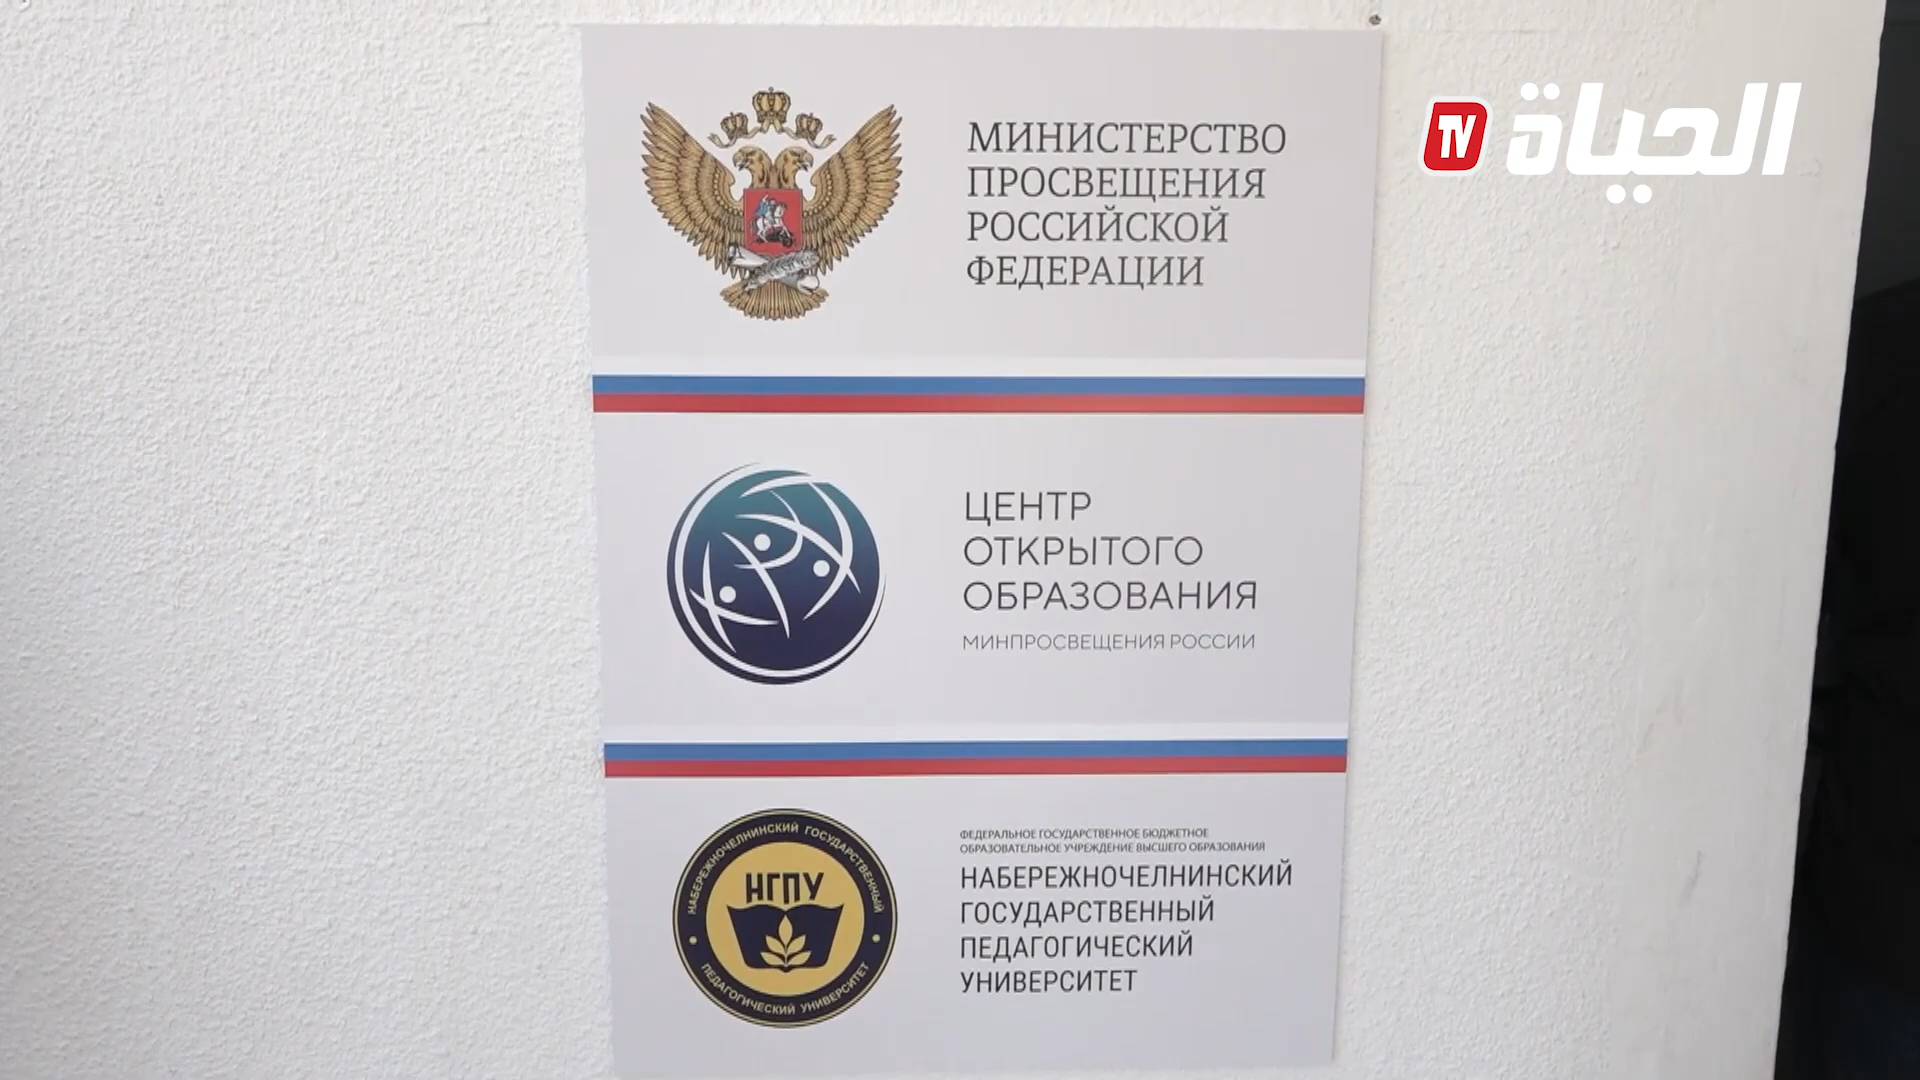 TV الحياة
МИНИСТЕРСТВО
ПРОСВЕЩЕНИЯ
РОССИЙСКОЙ
ФЕДЕРАЦИИ
ЦЕНТР
ОТКРЫТОГО
ОБРАЗОВАНИЯ
МИНПРОСВЕЩЕНИЯ РОССИИ
НАБЕРЕЖНОЧЕЛНИНСКИЙ ГОСУДАРСТВЕННЫЙ
НГПУ
ПЕДАГОГИЧЕСКИЙ УНИВЕРСИТЕТ
ФЕДЕРАЛЬНОЕ ГОСУДАРСТВЕННОЕ БЮДЖЕТНОЕ
ОБРАЗОВАТЕЛЬНОЕ УЧРЕЖДЕНИЕ ВЫСШЕГО ОБРАЗОВАНИЯ
НАБЕРЕЖНОЧЕЛНИНСКИЙ
ГОСУДАРСТВЕННЫЙ
ПЕДАГОГИЧЕСКИЙ
УНИВЕРСИТЕТ